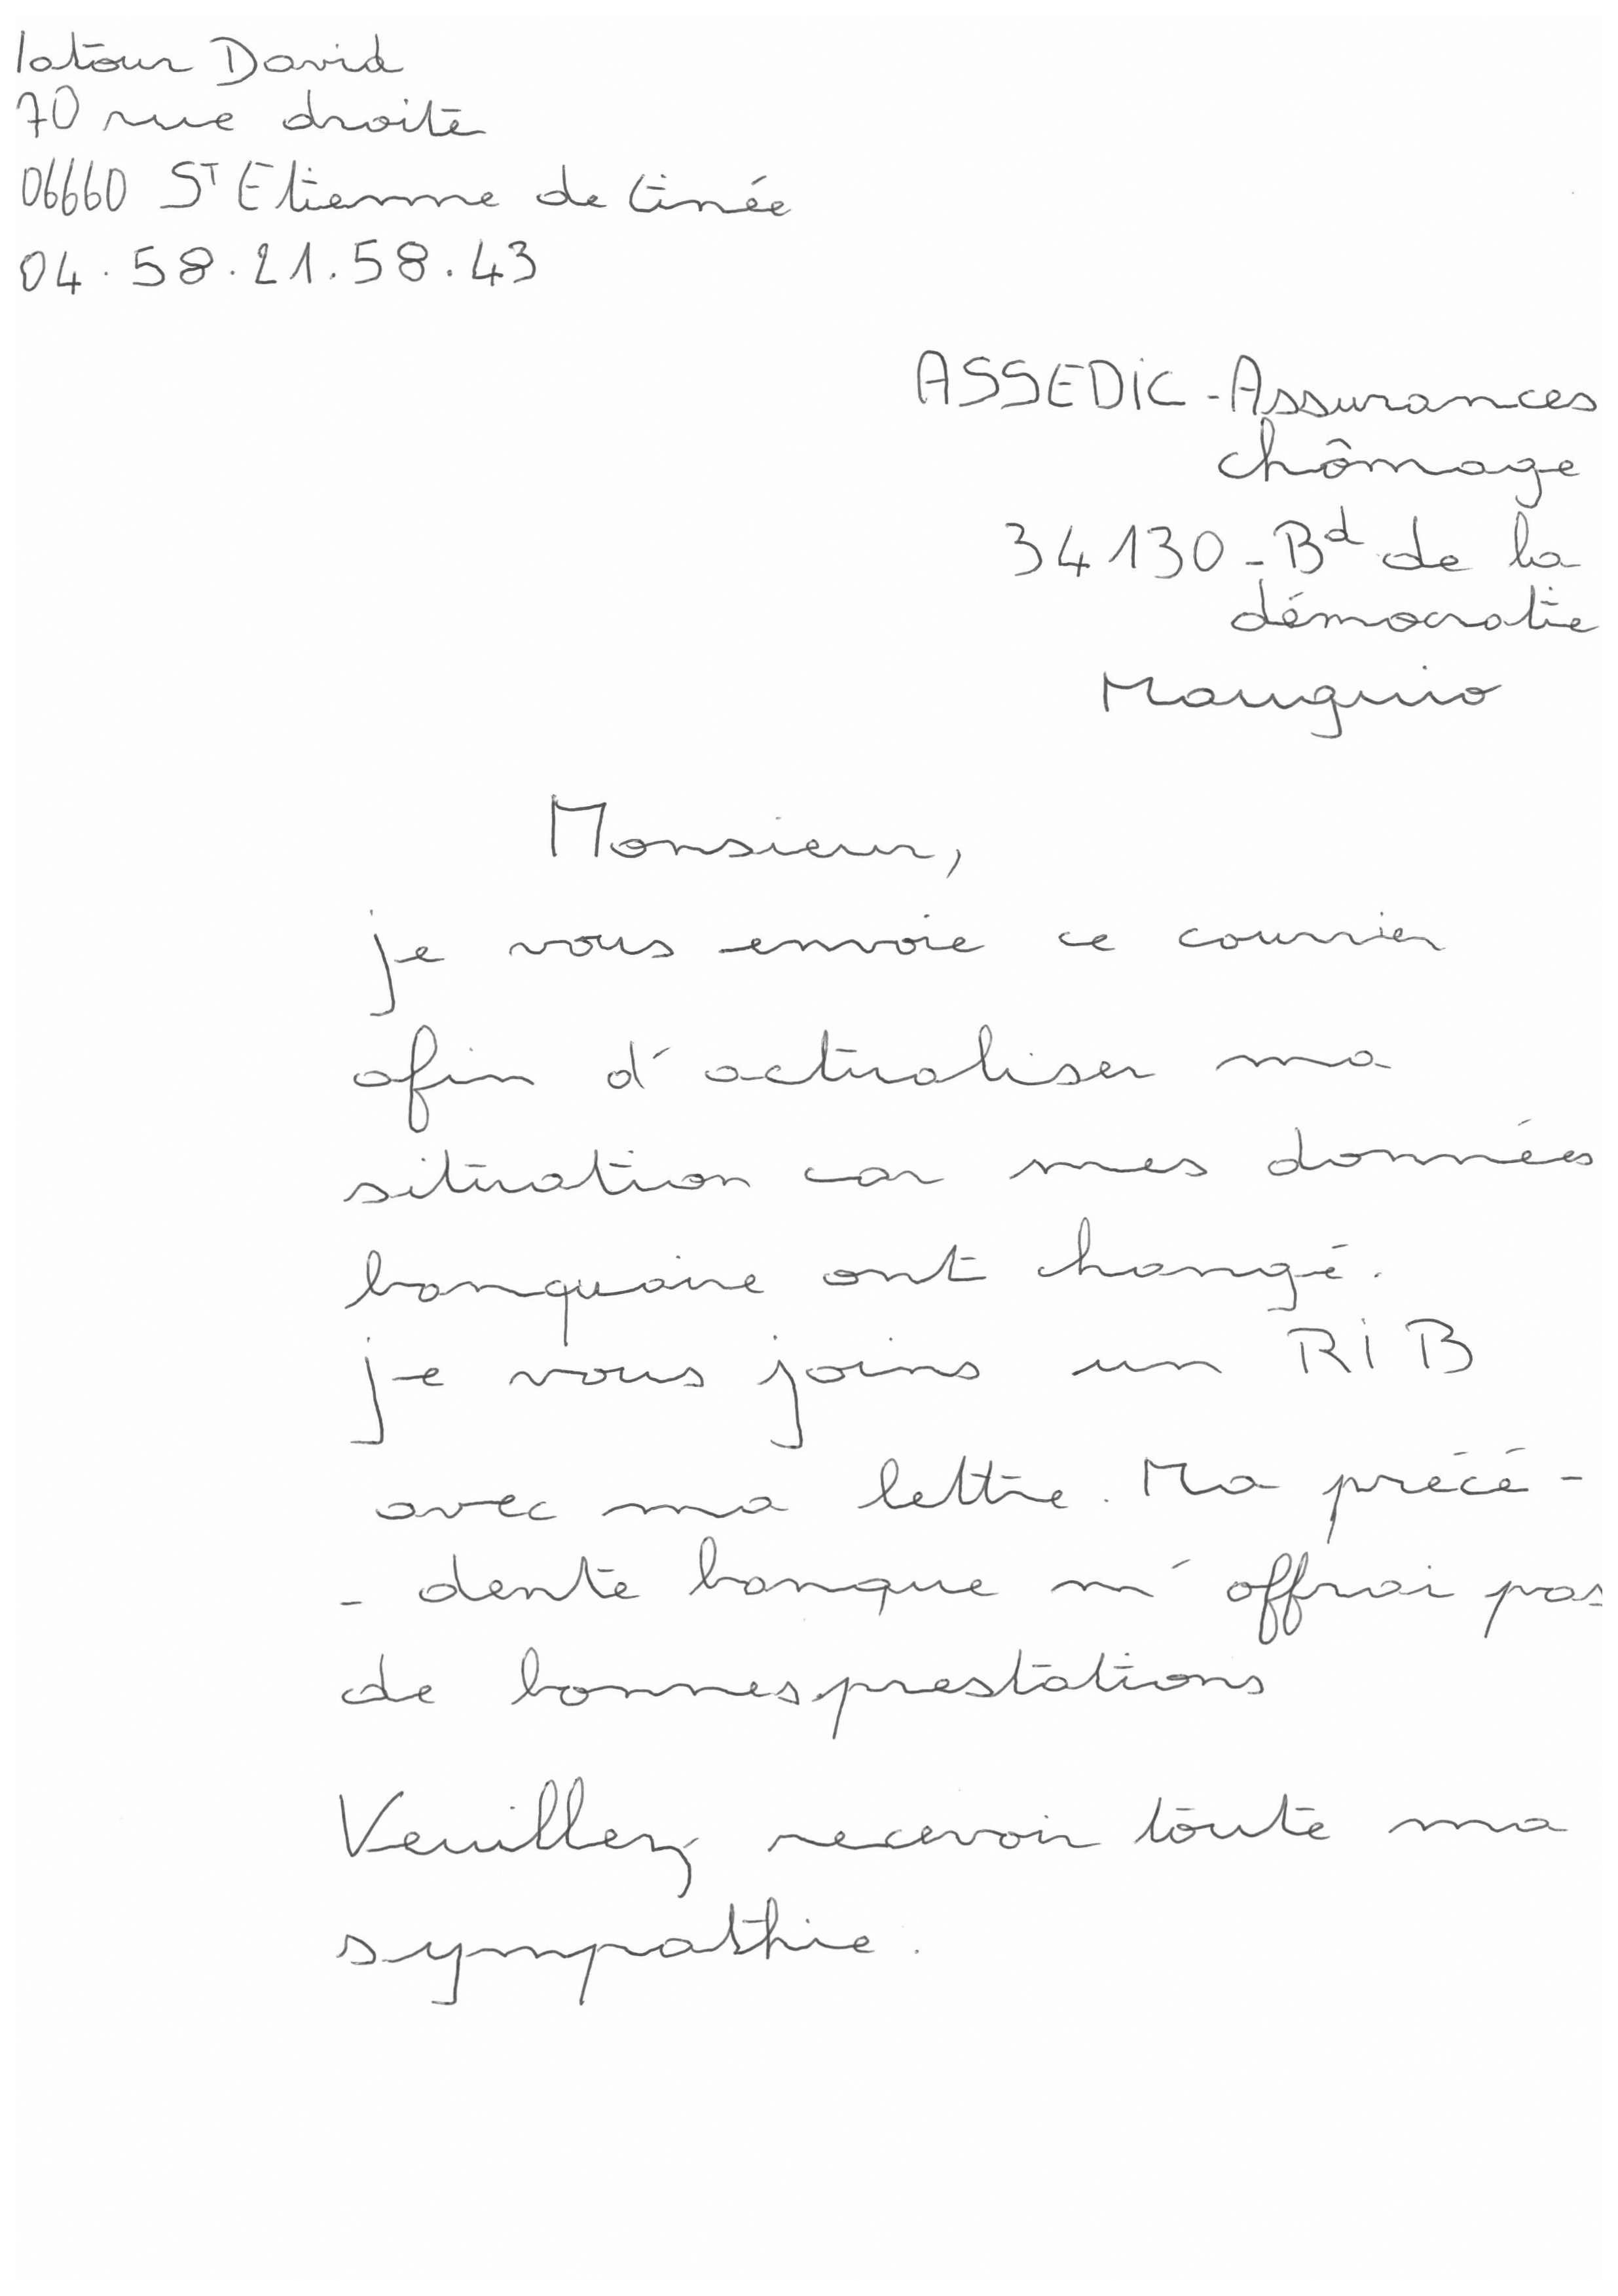 latour David
70 rue droite
06660 St Etienne de tinée
04.58.21.58.43
ASSEDIC - Assurances
chômage
34130 - Bd de la
démocratie
Mauguio
Monsieur,
je vous envoie ce courrier
afin d'actualiser ma
situation car mes données
banquaire ont changé.
je vous joins un RIB
avec ma lettre. Ma précé-
- dente banque m'offrai pas
de bonnes prestations
Veuillez recevoir toute ma
sympathie.